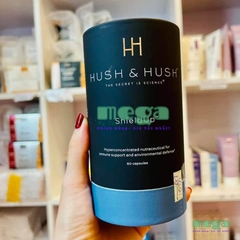 HH
HUSH & HUSH
THE SECRET IS SCIENCE
mega
ShieldUp
Hyperconcentrated nutraceutical for
immune support and environmental defense
60 capsules